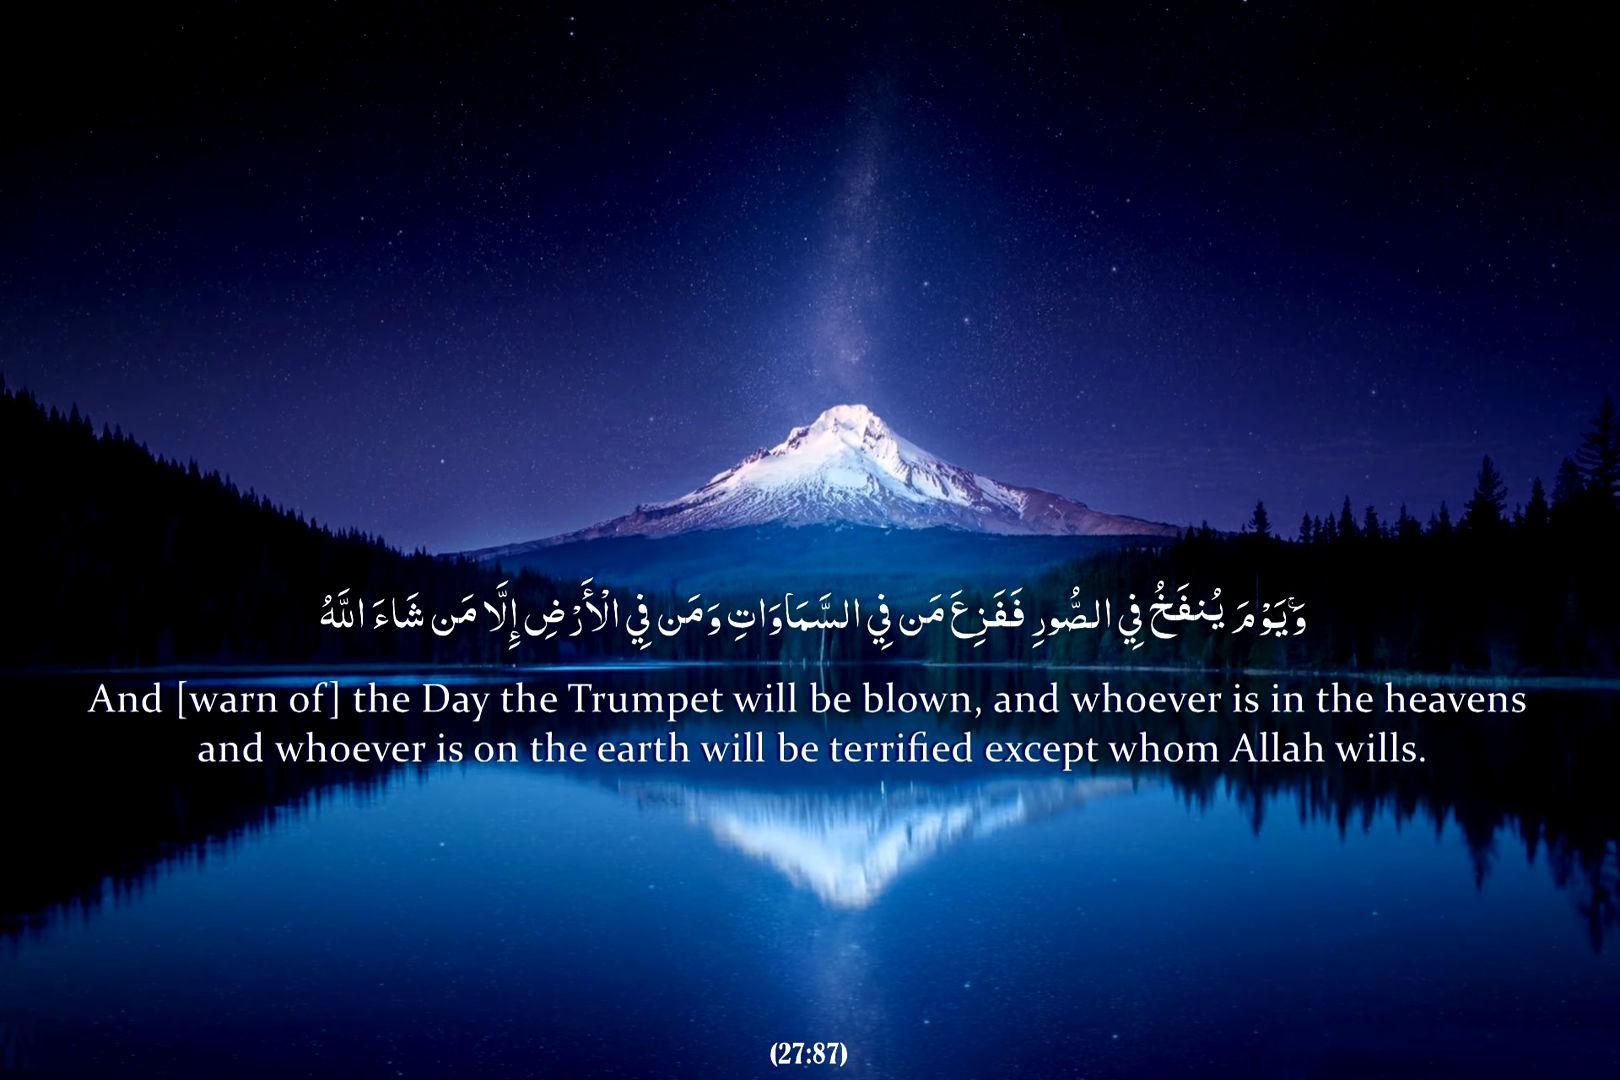 وَيَوْمَ يُنفَخُ فِي الصُّورِ فَفَزِعَ مَن فِي السَّمَاوَاتِ وَمَن فِي الْأَرْضِ إِلَّا مَن شَاءَ اللَّهُ
And [warn of] the Day the Trumpet will be blown, and whoever is in the heavens
and whoever is on the earth will be terrified except whom Allah wills.
(27:87)